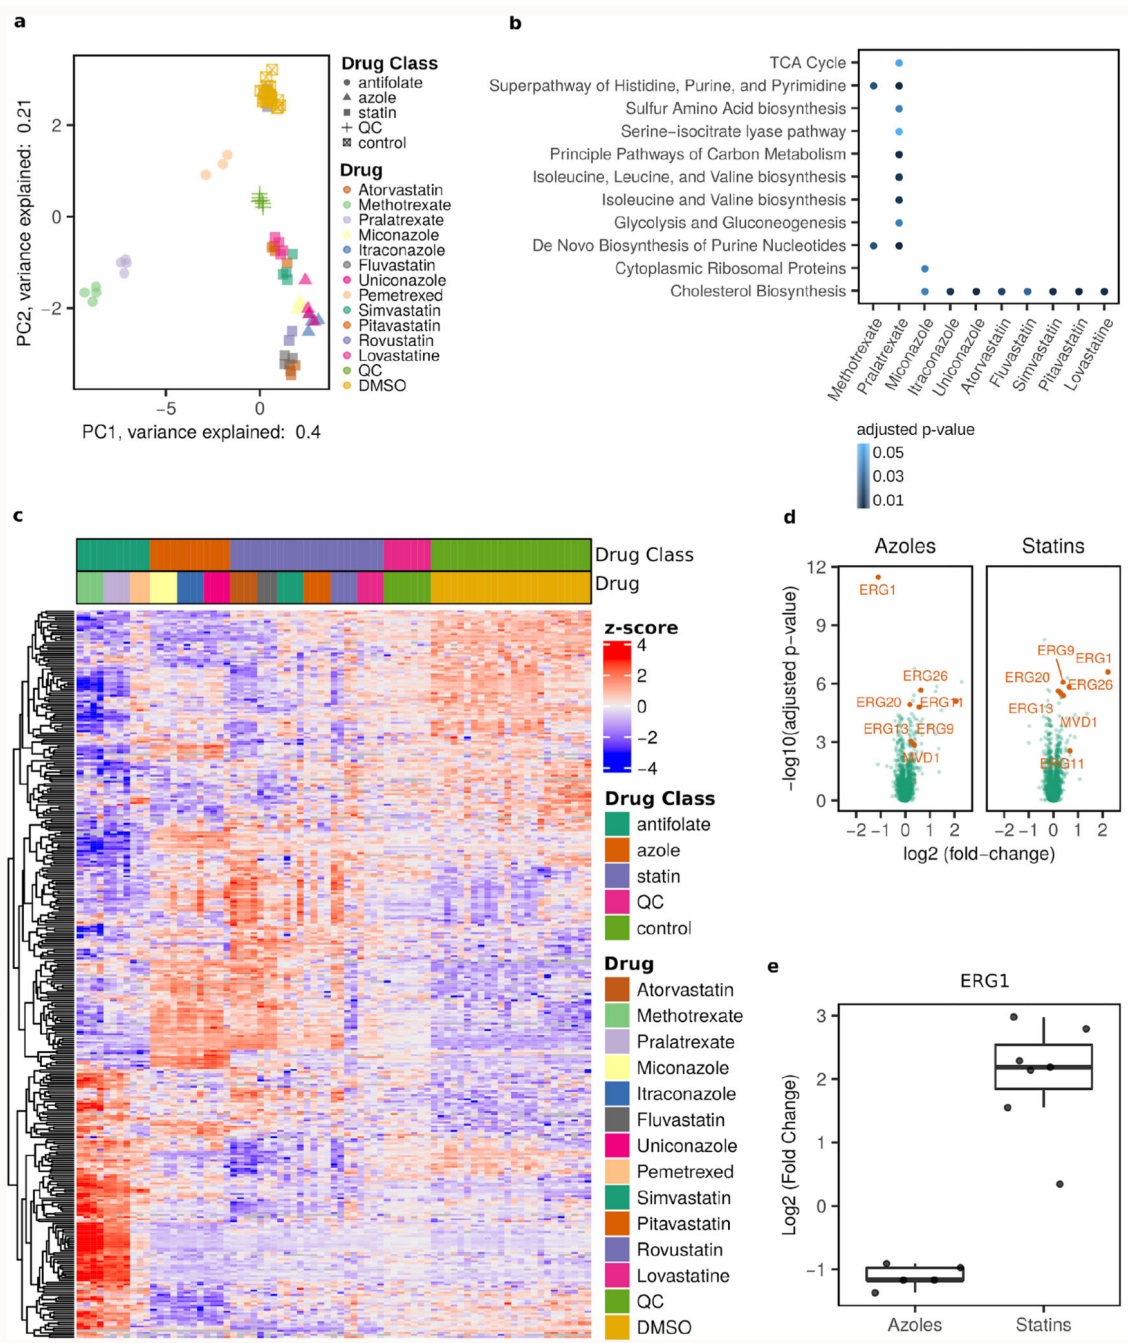 a
Drug Class
antifolate
azole
statin
QC
control
Drug
Atorvastatin
Methotrexate
Pralatrexate
Miconazole
Itraconazole
Fluvastatin
Uniconazole
Pemetrexed
Simvastatin
Pitavastatin
Rovustatin
Lovastatine
QC
DMSO
PC2, variance explained: 0.21
2
0
−2
−5
0
PC1, variance explained: 0.4
b
TCA Cycle
Superpathway of Histidine, Purine, and Pyrimidine
Sulfur Amino Acid biosynthesis
Serine−isocitrate lyase pathway
Principle Pathways of Carbon Metabolism
Isoleucine, Leucine, and Valine biosynthesis
Isoleucine and Valine biosynthesis
Glycolysis and Gluconeogenesis
De Novo Biosynthesis of Purine Nucleotides
Cytoplasmic Ribosomal Proteins
Cholesterol Biosynthesis
Methotrexate
Pralatrexate
Miconazole
Itraconazole
Uniconazole
Atorvastatin
Fluvastatin
Simvastatin
Pitavastatin
Lovastatine
adjusted p-value
0.05
0.03
0.01
c
Drug Class
Drug
z-score
4
2
0
−2
−4
Drug Class
antifolate
azole
statin
QC
control
Drug
Atorvastatin
Methotrexate
Pralatrexate
Miconazole
Itraconazole
Fluvastatin
Uniconazole
Pemetrexed
Simvastatin
Pitavastatin
Rovustatin
Lovastatine
QC
DMSO
d
Azoles
Statins
−log10(adjusted p−value)
12
9
6
3
0
ERG1
ERG26
ERG20
ERG11
ERG13
ERG9
MVD1
ERG9
ERG1
ERG20
ERG26
ERG13
MVD1
ERG11
−2 −1 0 1 2
−2 −1 0 1 2
log2 (fold−change)
e
ERG1
Log2 (Fold Change)
3
2
1
0
−1
Azoles
Statins